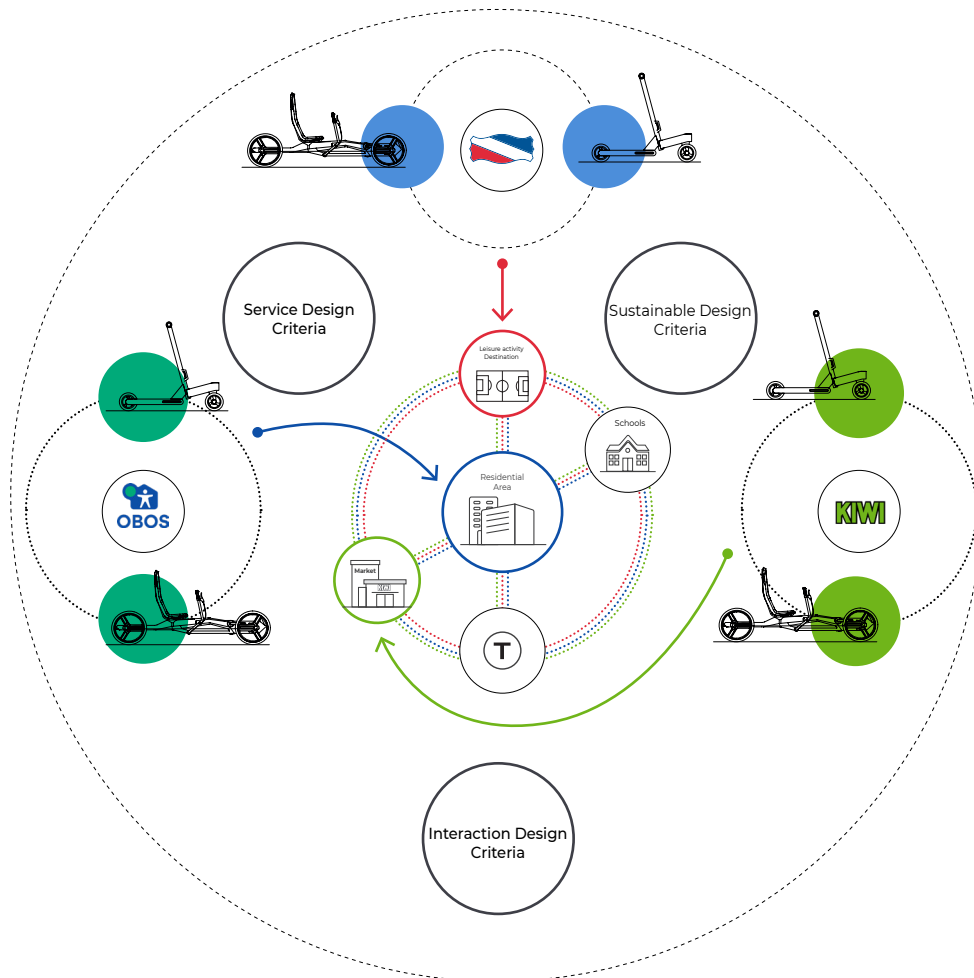 Service Design
Criteria
Sustainable Design
Criteria
Leisure activity
Destination
Schools
Residential
Area
OBOS
KIWI
Market
T
Interaction Design
Criteria